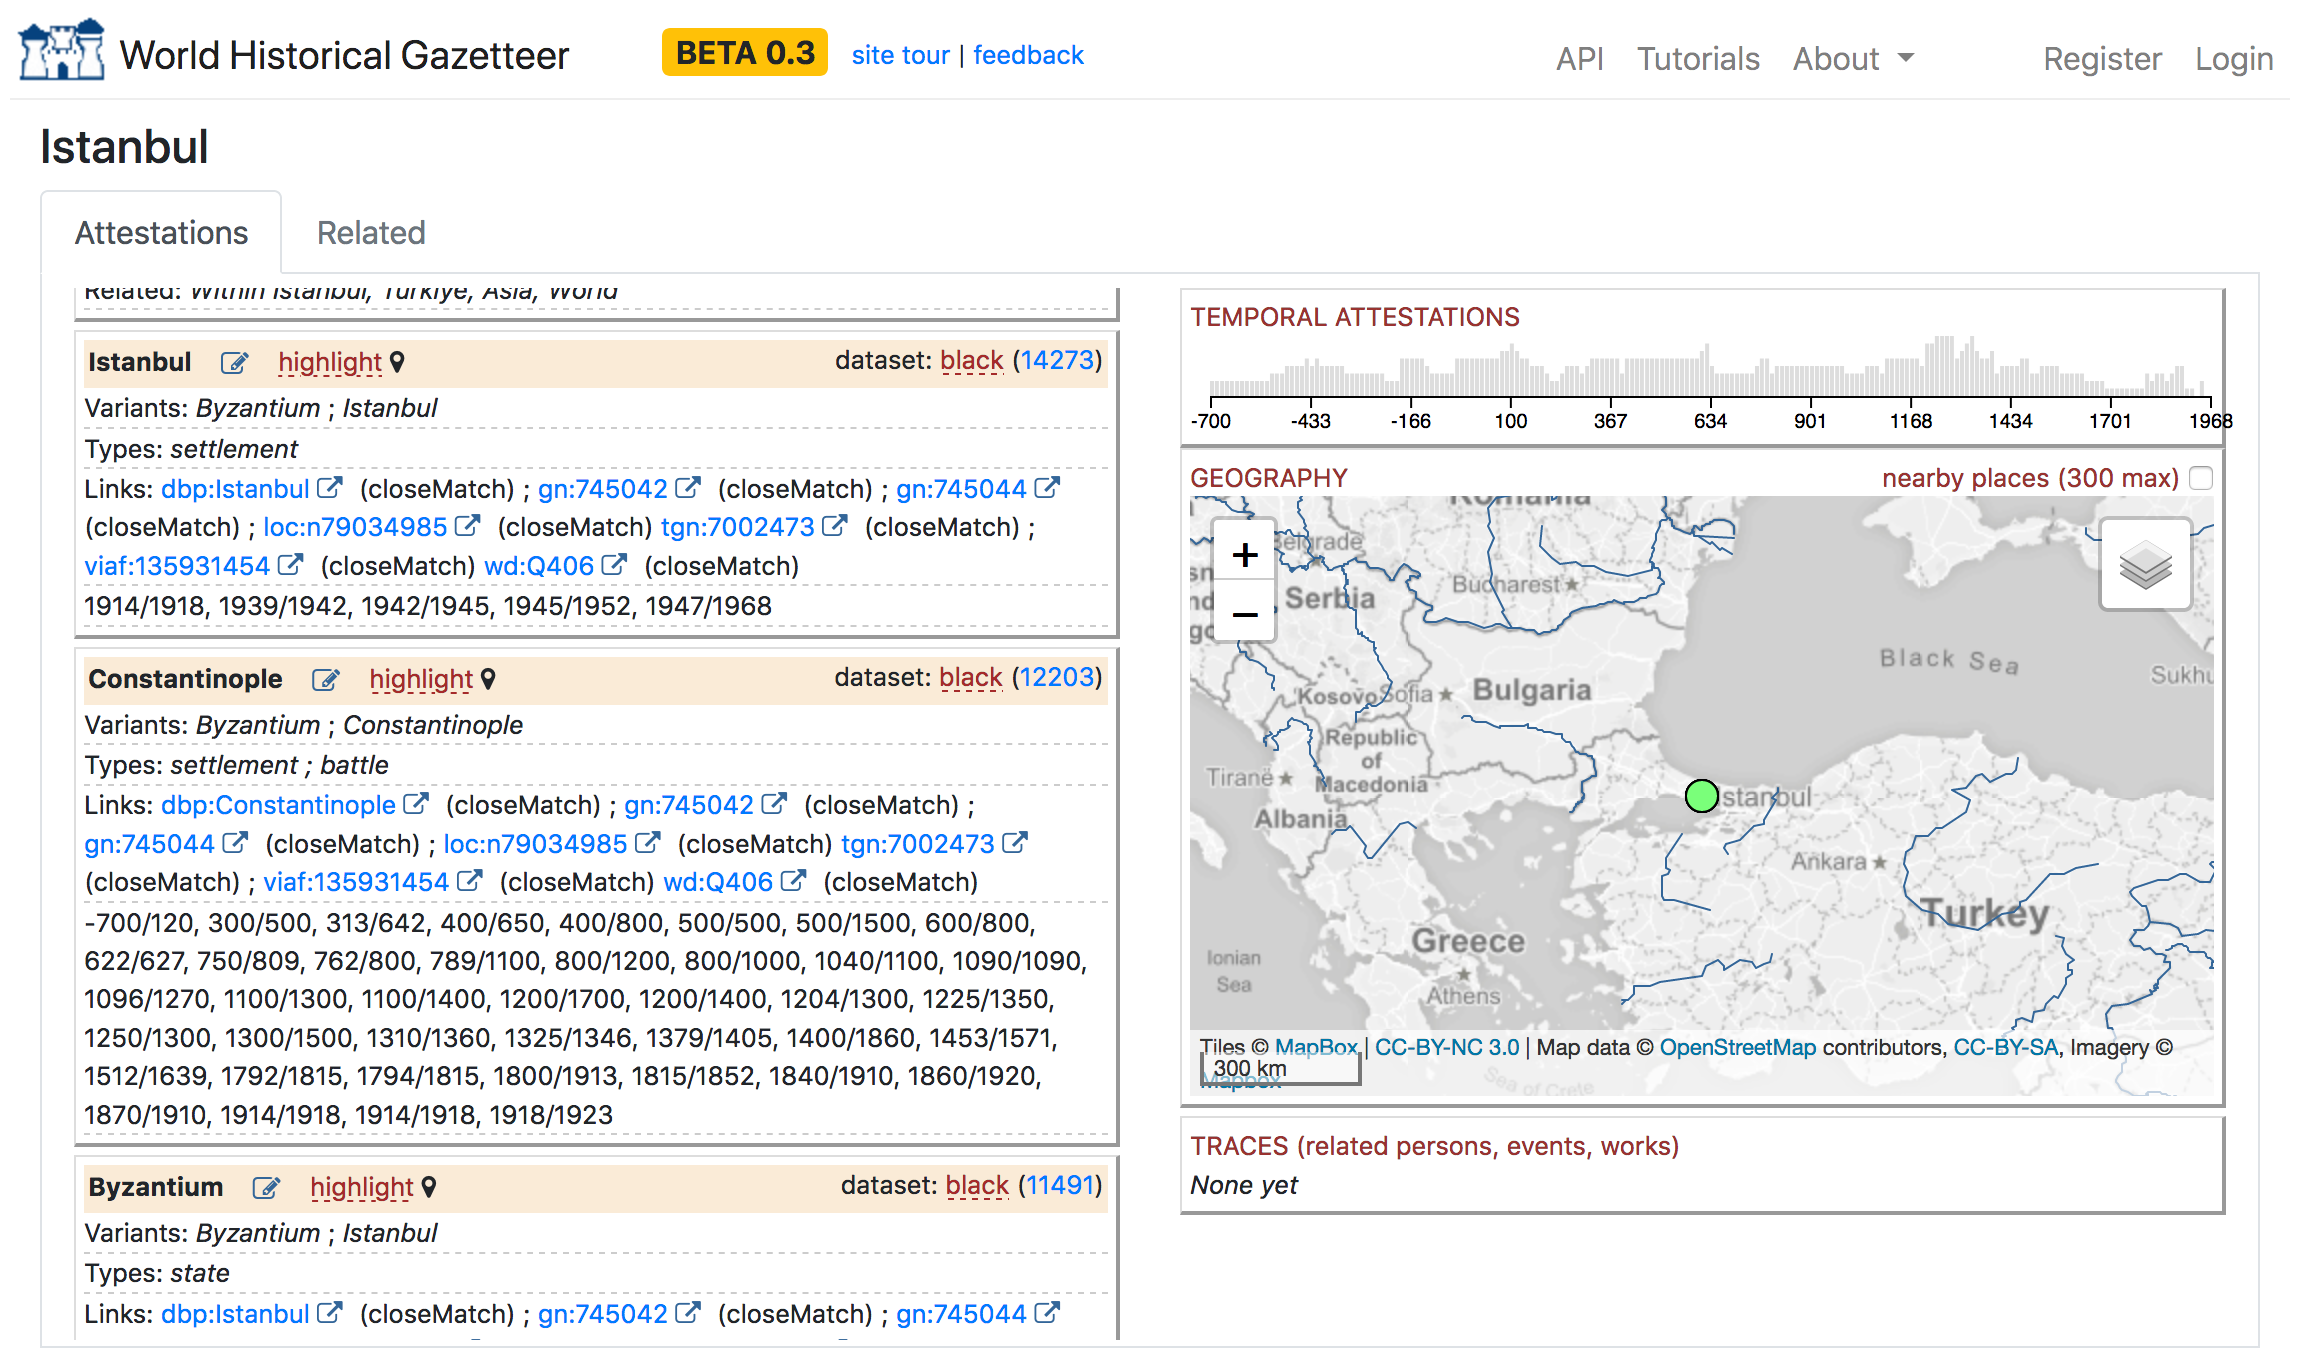 World Historical Gazetteer
BETA 0.3
site tour | feedback
API Tutorials About
Register Login
Istanbul
Attestations Related
Related: Within Istanbul, Türkiye, Asia, World
Istanbul highlight dataset: black (14273)
Variants: Byzantium ; Istanbul
Types: settlement
Links: dbp:Istanbul (closeMatch) ; gn:745042 (closeMatch) ; gn:745044
(closeMatch) ; loc:n79034985 (closeMatch) tgn:7002473 (closeMatch) ;
viaf:135931454 (closeMatch) wd:Q406 (closeMatch)
1914/1918, 1939/1942, 1942/1945, 1945/1952, 1947/1968
Constantinople highlight dataset: black (12203)
Variants: Byzantium ; Constantinople
Types: settlement ; battle
Links: dbp:Constantinople (closeMatch) ; gn:745042 (closeMatch) ;
gn:745044 (closeMatch) ; loc:n79034985 (closeMatch) tgn:7002473
(closeMatch) ; viaf:135931454 (closeMatch) wd:Q406 (closeMatch)
-700/120, 300/500, 313/642, 400/650, 400/800, 500/500, 500/1500, 600/800,
622/627, 750/809, 762/800, 789/1100, 800/1200, 800/1000, 1040/1100, 1090/1090,
1096/1270, 1100/1300, 1100/1400, 1200/1700, 1200/1400, 1204/1300, 1225/1350,
1250/1300, 1300/1500, 1310/1360, 1325/1346, 1379/1405, 1400/1860, 1453/1571,
1512/1639, 1792/1815, 1794/1815, 1800/1913, 1815/1852, 1840/1910, 1860/1920,
1870/1910, 1914/1918, 1914/1918, 1918/1923
Byzantium highlight dataset: black (11491)
Variants: Byzantium ; Istanbul
Types: state
Links: dbp:Istanbul (closeMatch) ; gn:745042 (closeMatch) ; gn:745044
TEMPORAL ATTESTATIONS
-700 -433 -166 100 367 634 901 1168 1434 1701 1968
GEOGRAPHY nearby places (300 max)
Romania
+
Belgrade
Bucharest
Serbia
−
Black Sea
Sukhu
Kosovo Sofia Bulgaria
Republic
of
Macedonia
Tiranë
Istanbul
Albania
Ankara
Turkey
Greece
Ionian
Sea
Athens
Tiles © MapBox | CC-BY-NC 3.0 | Map data © OpenStreetMap contributors, CC-BY-SA, Imagery ©
Mapbox
300 km
Sea of Crete
TRACES (related persons, events, works)
None yet